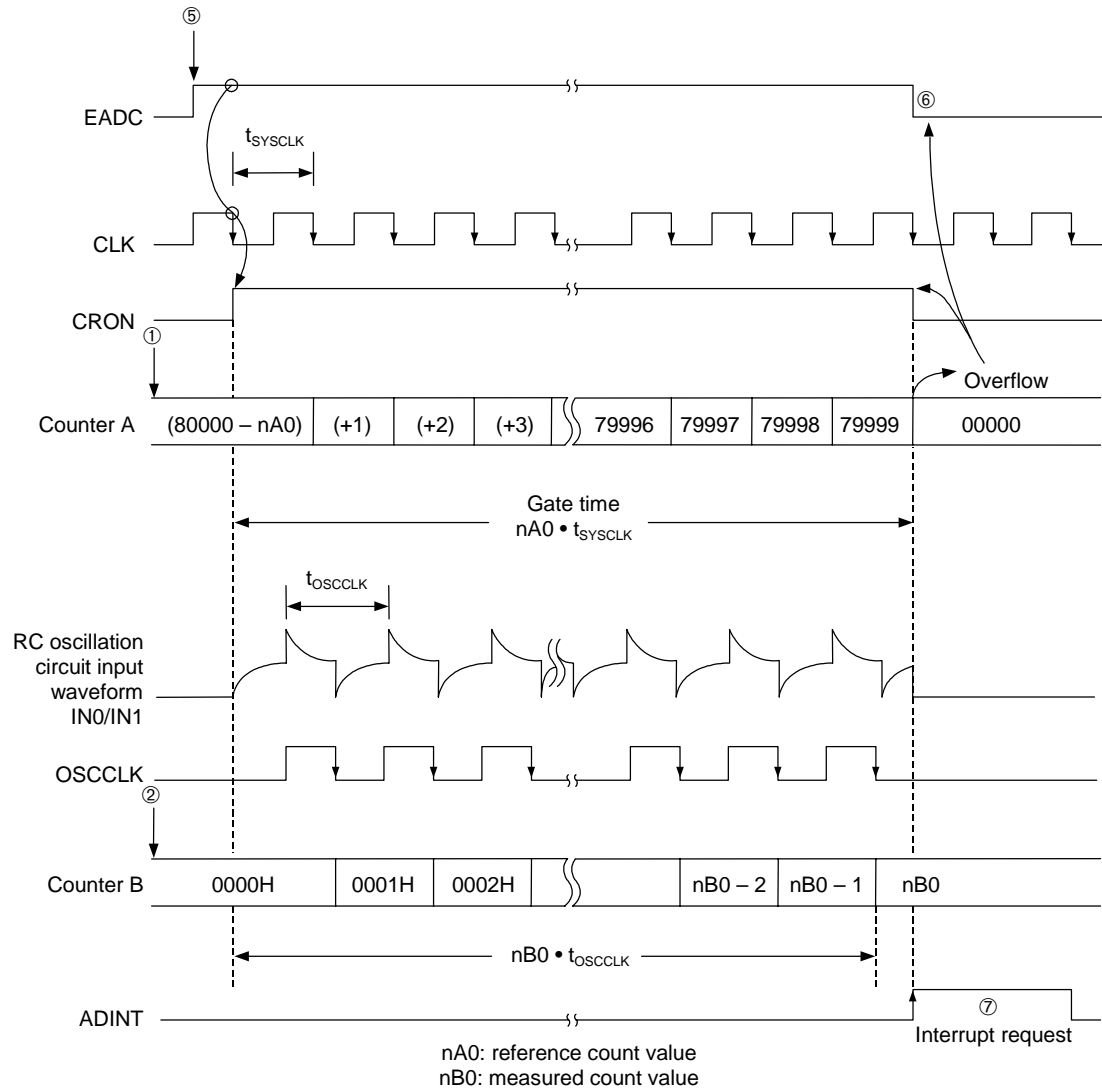 ⑤
EADC
⑥
tSYSCLK
CLK
CRON
①
Overflow
Counter A (80000 – nA0) (+1) (+2) (+3) 79996 79997 79998 79999 00000
Gate time
nA0 • tSYSCLK
tOSCCLK
RC oscillation
circuit input
waveform
IN0/IN1
OSCCLK
②
Counter B 0000H 0001H 0002H nB0 – 2 nB0 – 1 nB0
nB0 • tOSCCLK
ADINT
⑦
Interrupt request
nA0: reference count value
nB0: measured count value